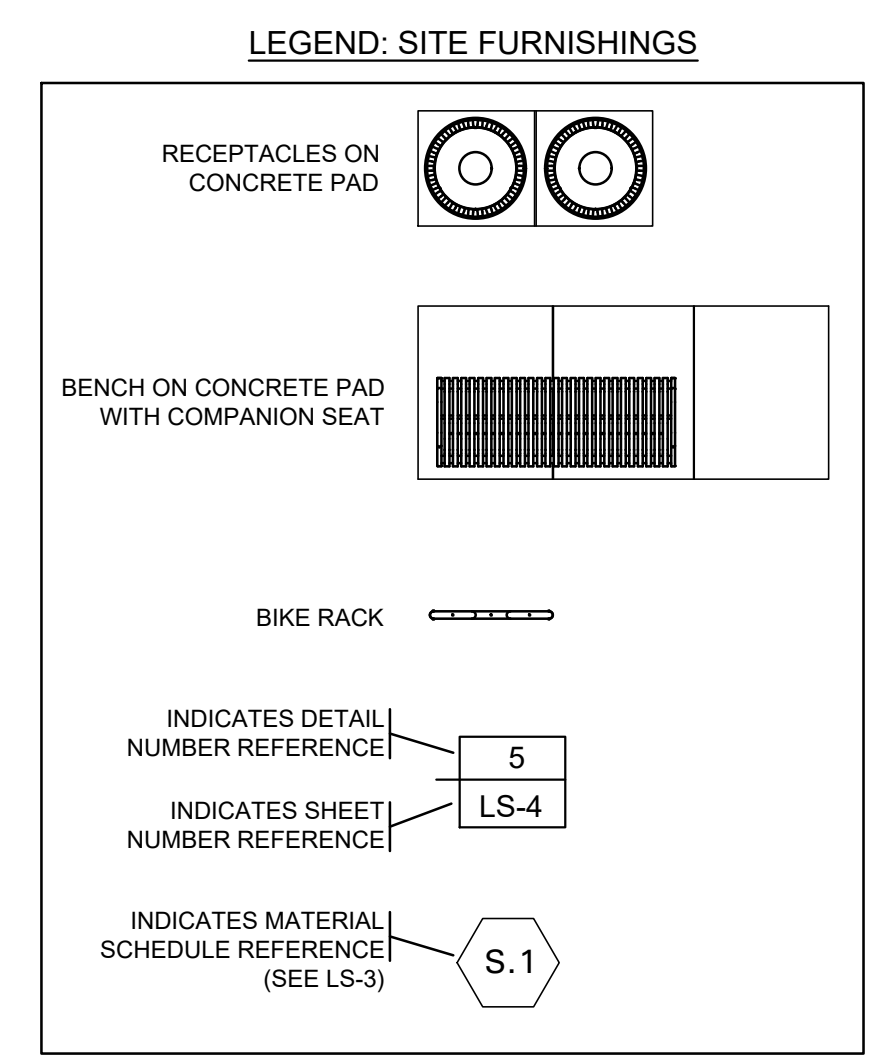 LEGEND: SITE FURNISHINGS
RECEPTACLES ON
CONCRETE PAD
BENCH ON CONCRETE PAD
WITH COMPANION SEAT
BIKE RACK
INDICATES DETAIL
NUMBER REFERENCE
5
INDICATES SHEET
NUMBER REFERENCE
LS-4
INDICATES MATERIAL
SCHEDULE REFERENCE
(SEE LS-3)
S.1